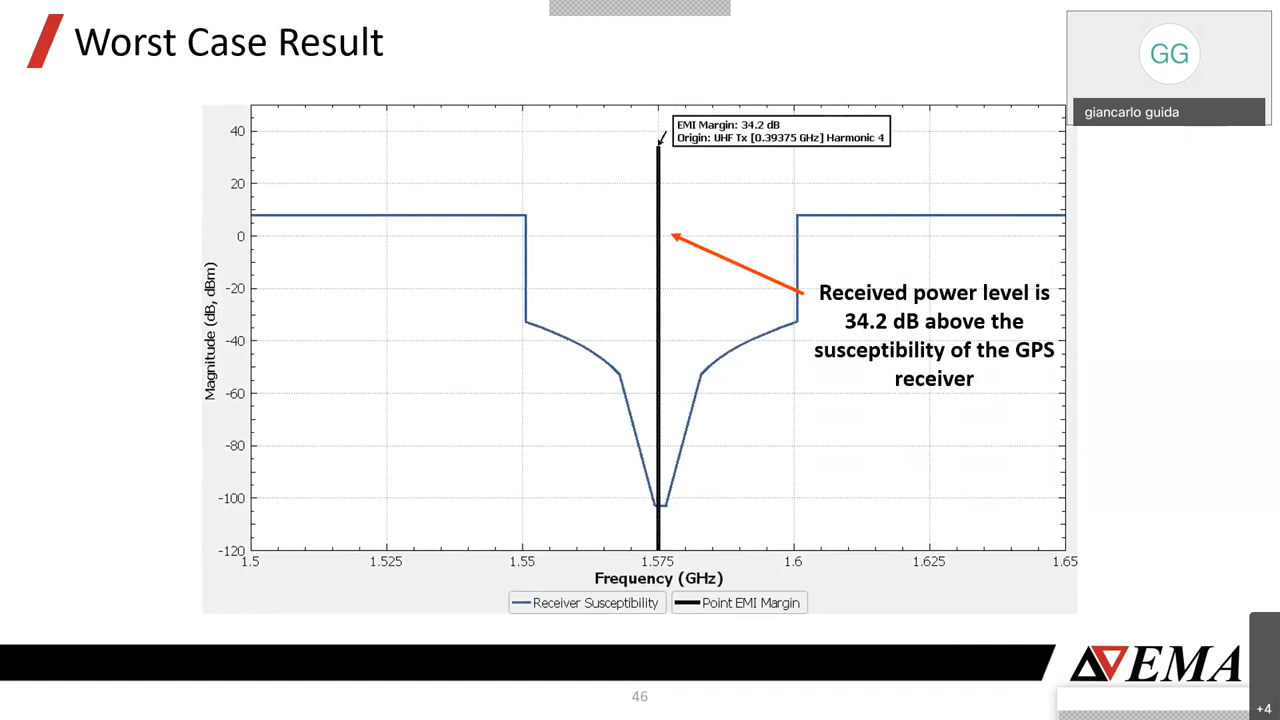 Worst Case Result
GG
giancarlo guida
EMI Margin: 34.2 dB
Origin: UHF Tx [0.39375 GHz] Harmonic 4
40
20
0
-20
-40
-60
-80
-100
-120
Magnitude (dB, dBm)
Received power level is
34.2 dB above the
susceptibility of the GPS
receiver
1.5 1.525 1.55 1.575 1.6 1.625 1.65
Frequency (GHz)
Receiver Susceptibility Point EMI Margin
EMA
46
+4